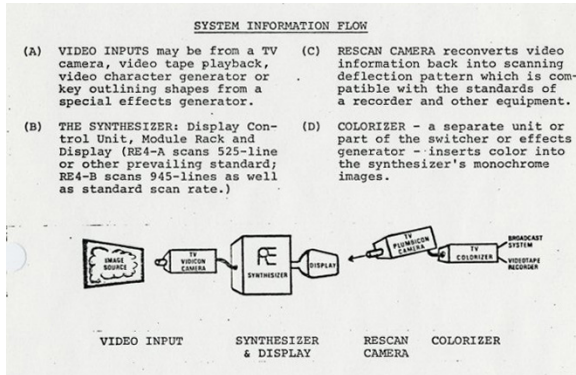 SYSTEM INFORMATION FLOW
(A) VIDEO INPUTS may be from a TV
camera, video tape playback,
video character generator or
key outlining shapes from a
special effects generator.
(B) THE SYNTHESIZER: Display Con-
trol Unit, Module Rack and
Display (RE4-A scans 525-line
or other prevailing standard;
RE4-B scans 945-lines as well
as standard scan rate.)
(C) RESCAN CAMERA reconverts video
information back into scanning
deflection pattern which is com-
patible with the standards of
a recorder and other equipment.
(D) COLORIZER - a separate unit or
part of the switcher or effects
generator - inserts color into
the synthesizer's monochrome
images.
IMAGE
SOURCE
TV
VIDICON
CAMERA
RE
SYNTHESIZER
DISPLAY
TV
PLUMBICON
CAMERA
TV
COLORIZER
BROADCAST
SYSTEM
VIDEOTAPE
RECORDER
VIDEO INPUT
SYNTHESIZER
& DISPLAY
RESCAN
CAMERA
COLORIZER